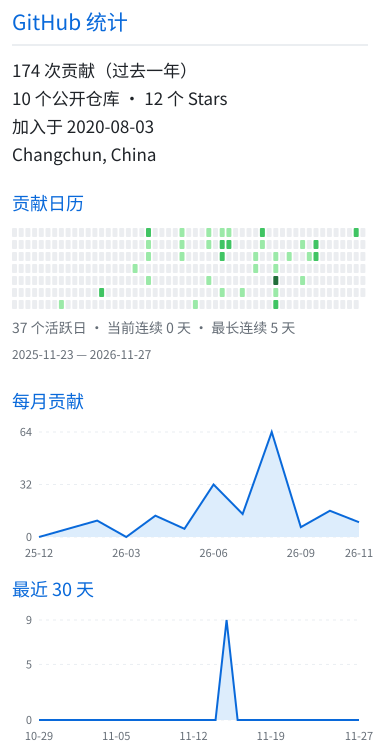 GitHub 统计
174 次贡献（过去一年）
10 个公开仓库 · 12 个 Stars
加入于 2020-08-03
Changchun, China
贡献日历
37 个活跃日 · 当前连续 0 天 · 最长连续 5 天
2025-11-23 — 2026-11-27
每月贡献
64
32
0
25-12 26-03 26-06 26-09 26-11
最近 30 天
9
5
0
10-29 11-05 11-12 11-19 11-27